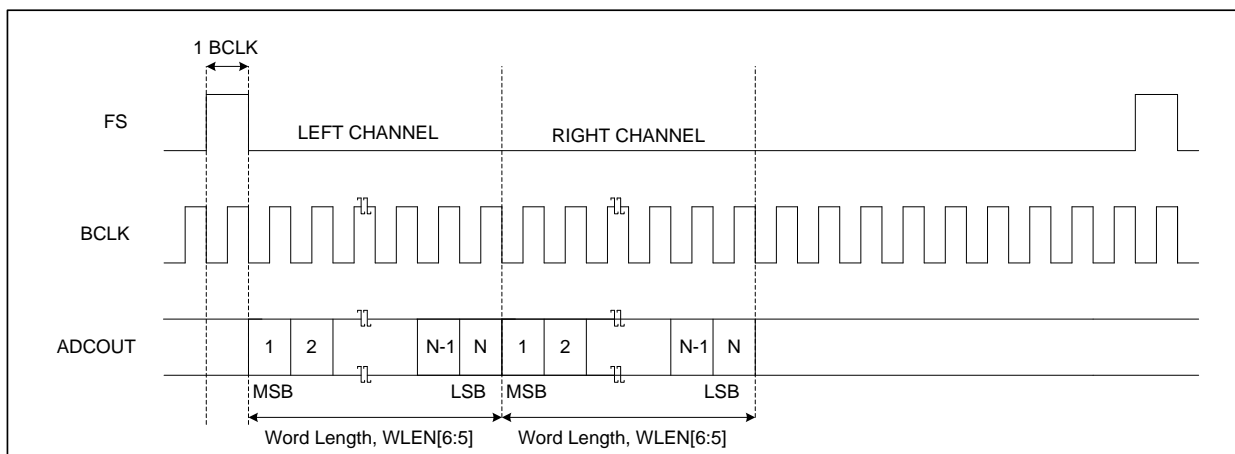 1 BCLK
FS
LEFT CHANNEL
RIGHT CHANNEL
BCLK
ADCOUT
1 2 N-1 N 1 2 N-1 N
MSB LSB MSB LSB
Word Length, WLEN[6:5] Word Length, WLEN[6:5]